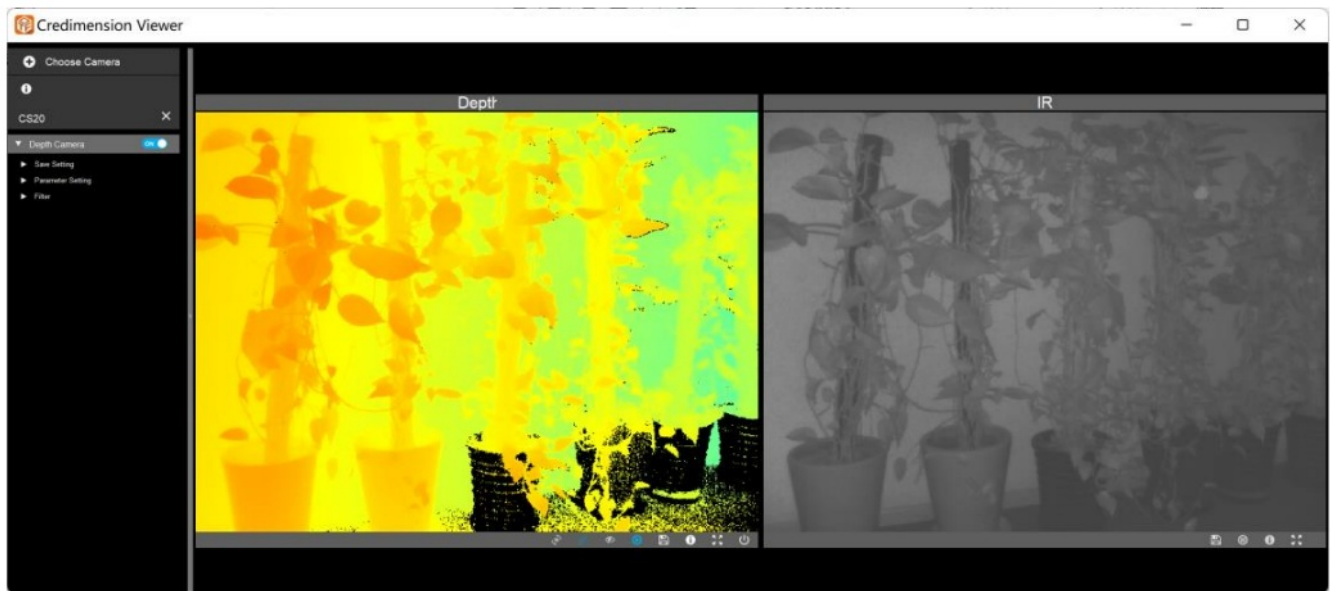 Credimension Viewer
Choose Camera
CS20
Depth Camera
ON
Save Setting
Parameter Setting
Filter
Depth
IR